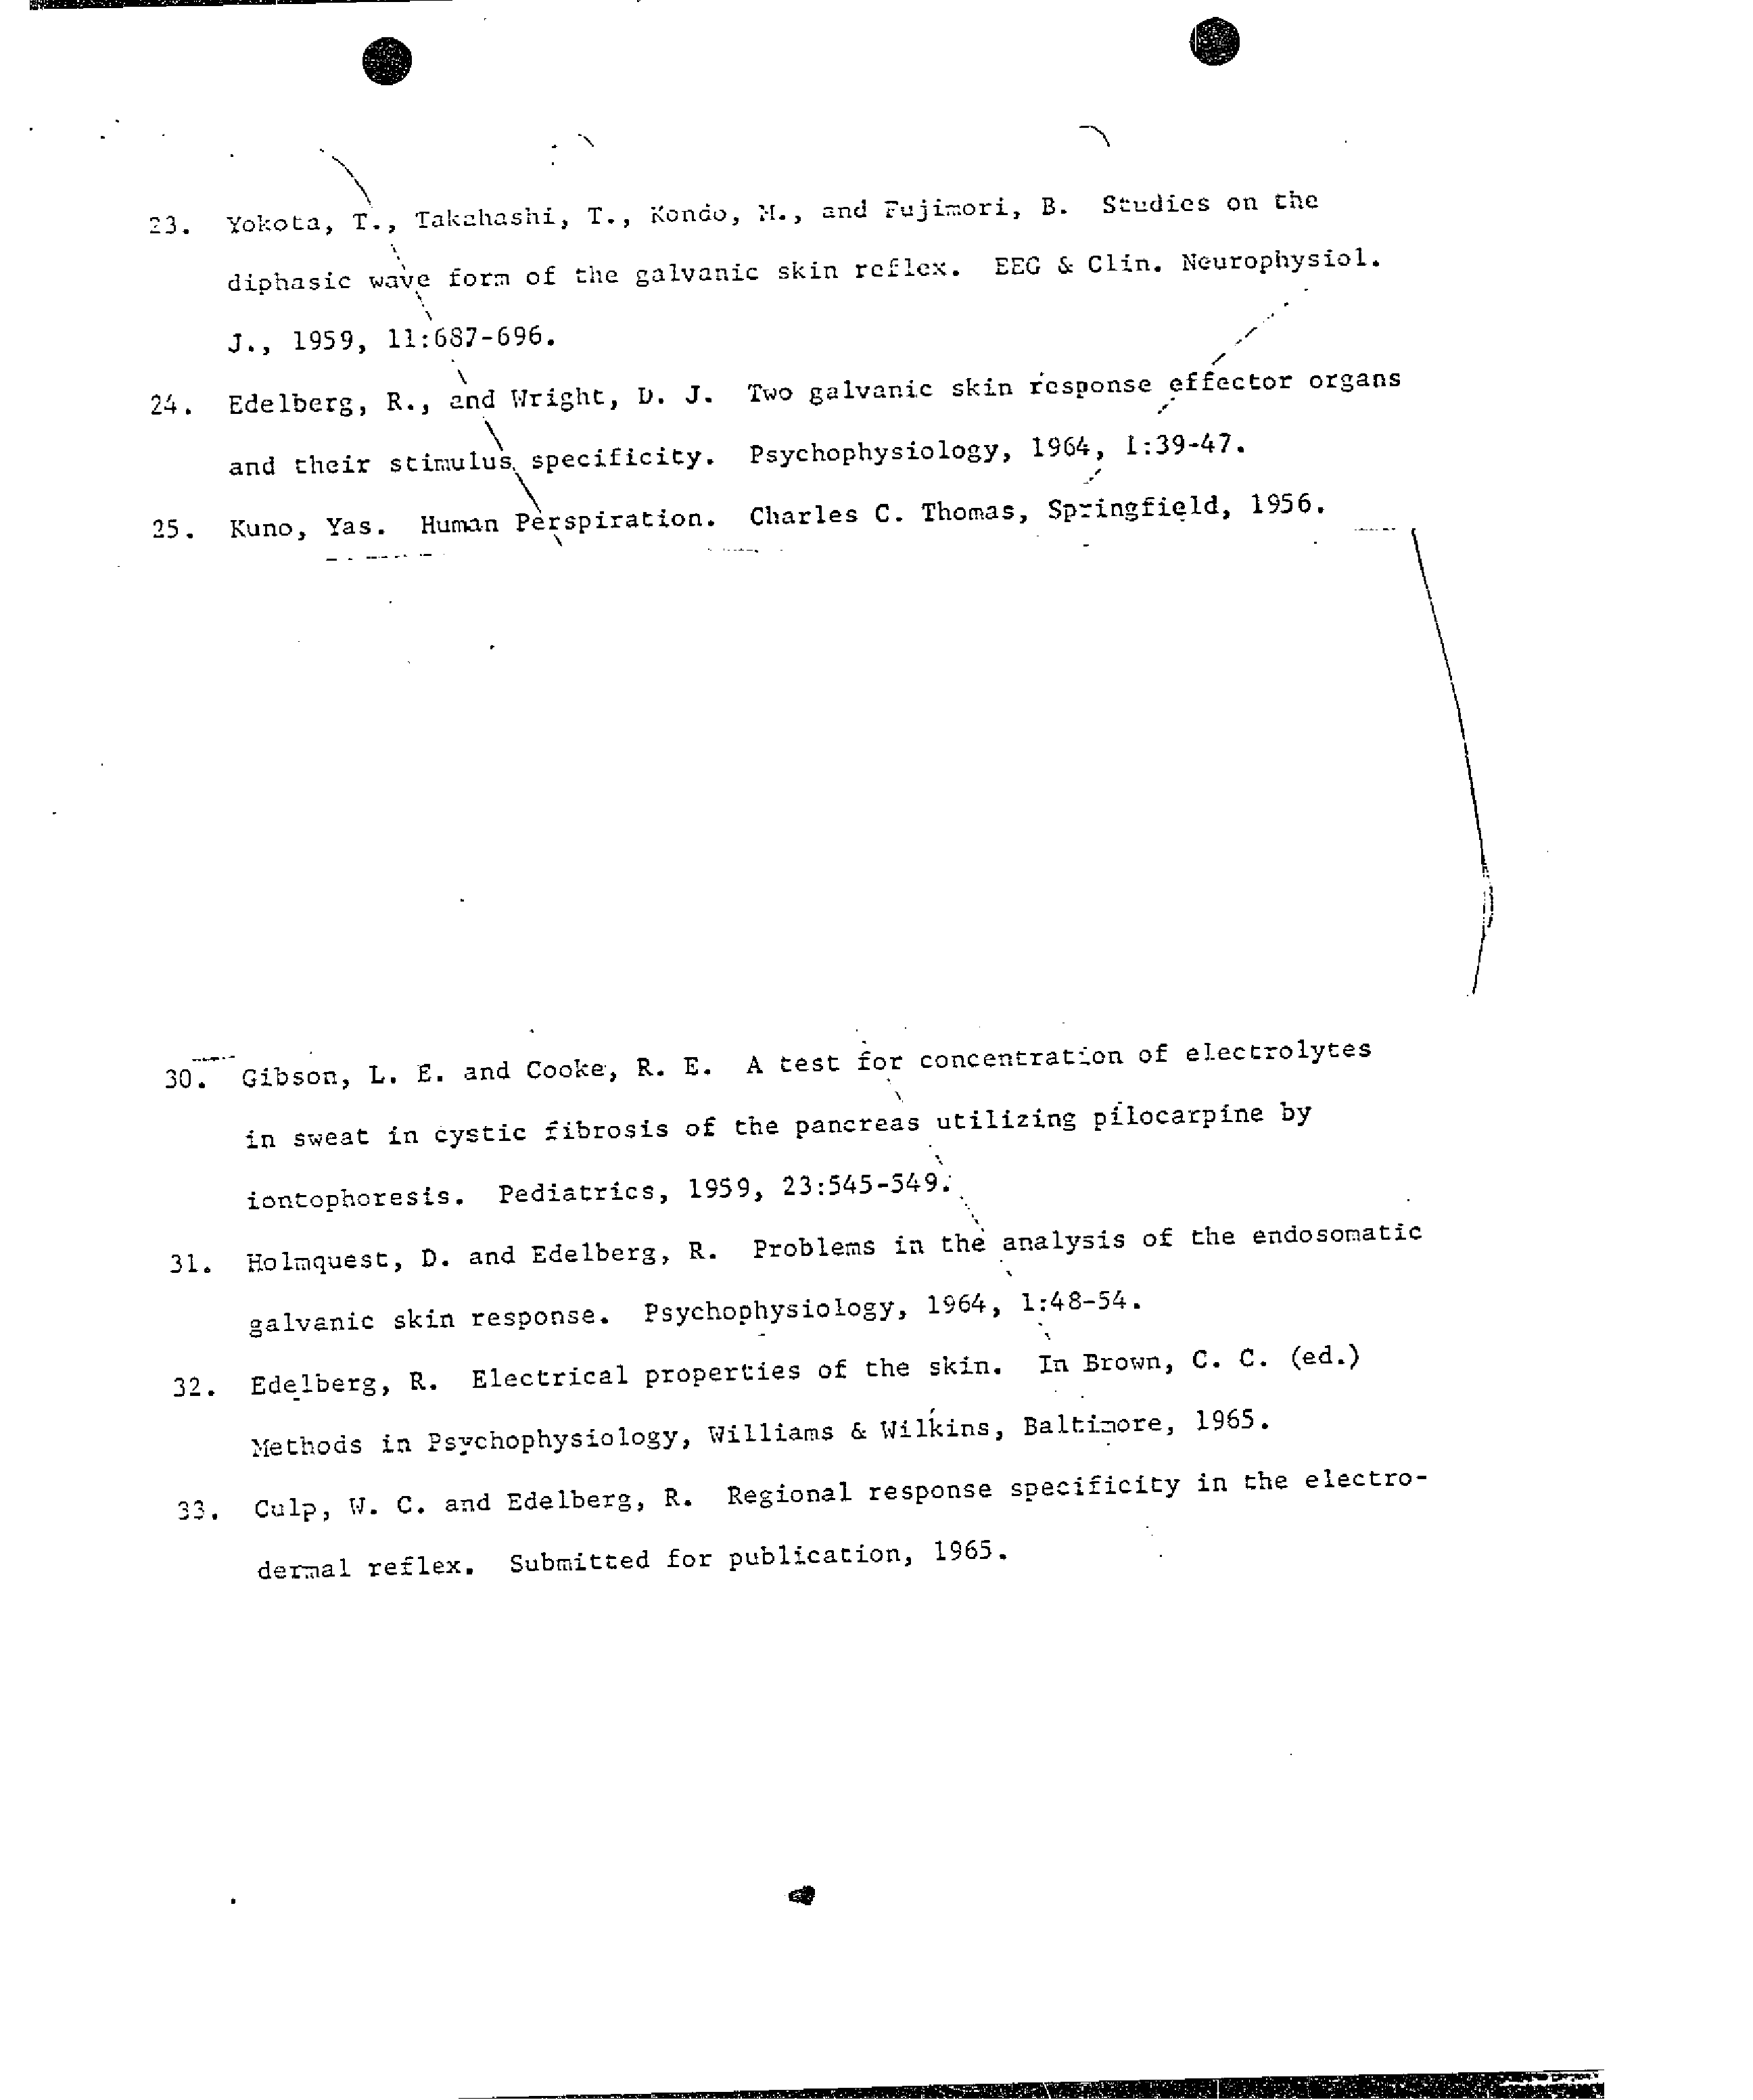 23. Yokota, T., Takahashi, T., Kondo, M., and Fujimori, B. Studies on the
diphasic wave form of the galvanic skin reflex. EEG & Clin. Neurophysiol.
J., 1959, 11:687-696.
24. Edelberg, R., and Wright, D. J. Two galvanic skin response effector organs
and their stimulus specificity. Psychophysiology, 1964, 1:39-47.
25. Kuno, Yas. Human Perspiration. Charles C. Thomas, Springfield, 1956.
30. Gibson, L. E. and Cooke, R. E. A test for concentration of electrolytes
in sweat in cystic fibrosis of the pancreas utilizing pilocarpine by
iontophoresis. Pediatrics, 1959, 23:545-549.
31. Holmquest, D. and Edelberg, R. Problems in the analysis of the endosomatic
galvanic skin response. Psychophysiology, 1964, 1:48-54.
32. Edelberg, R. Electrical properties of the skin. In Brown, C. C. (ed.)
Methods in Psychophysiology, Williams & Wilkins, Baltimore, 1965.
33. Culp, W. C. and Edelberg, R. Regional response specificity in the electro-
dermal reflex. Submitted for publication, 1965.